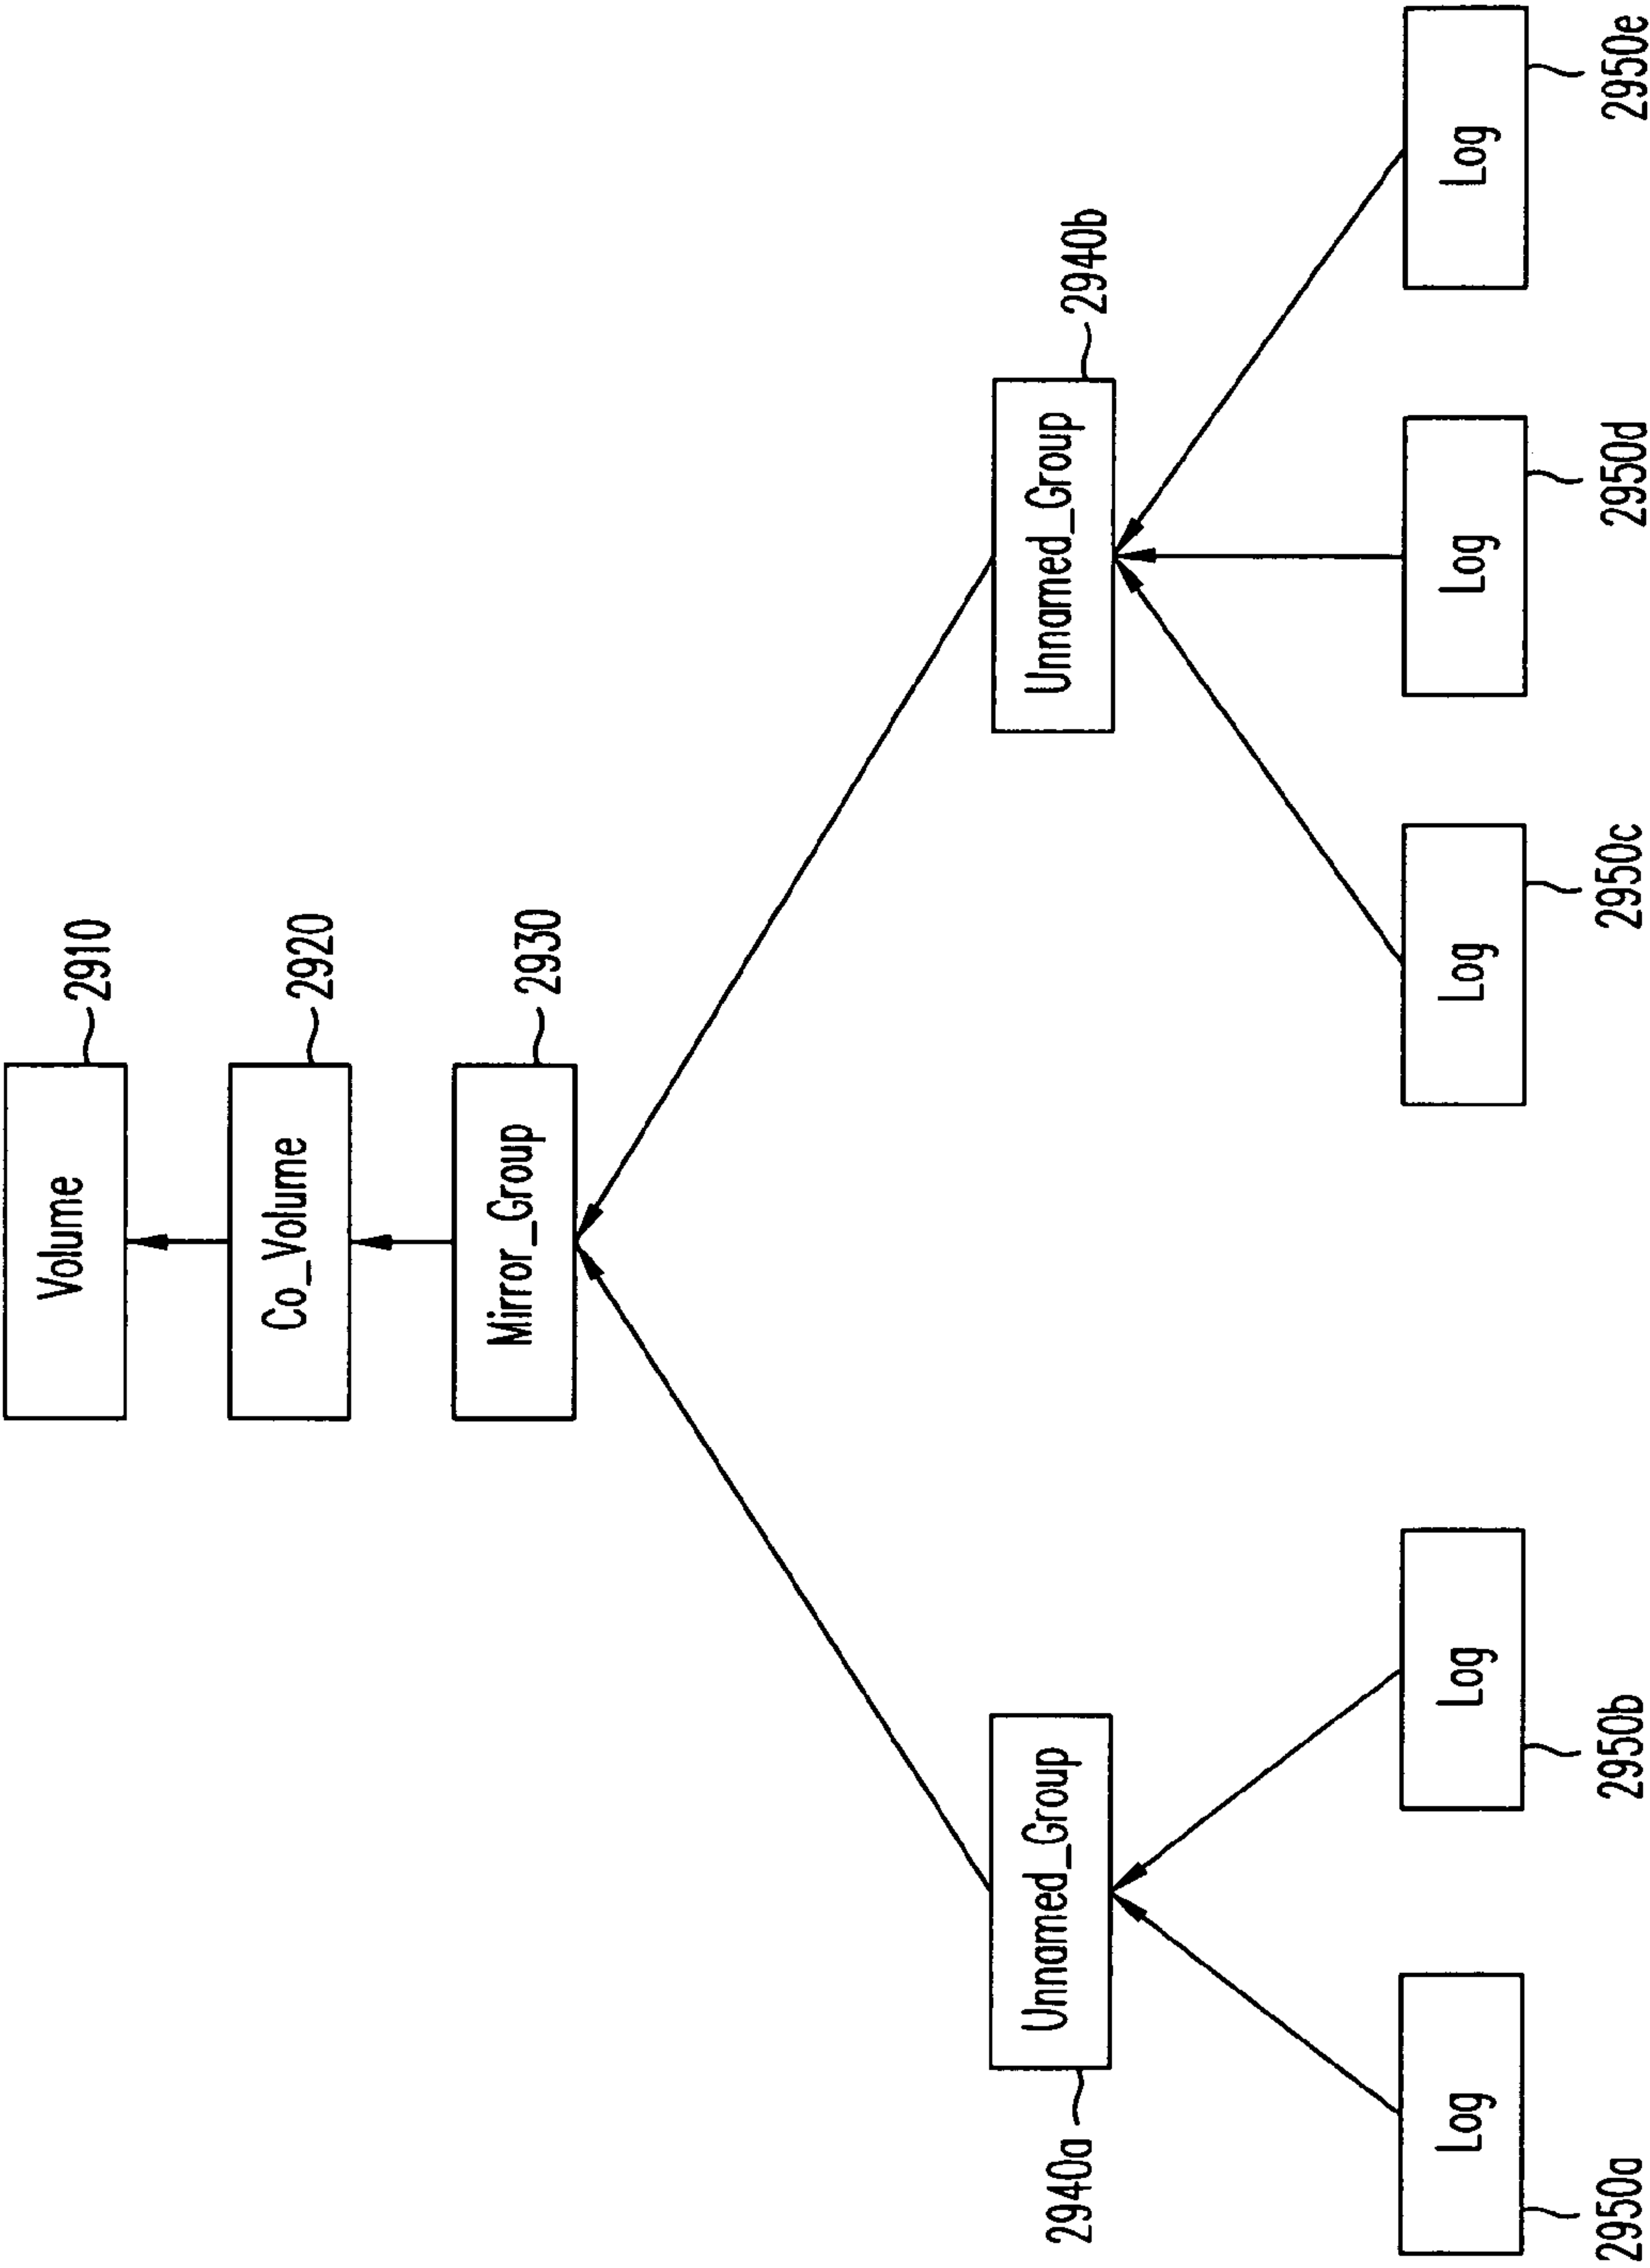 Volume
2910
Co_Volume
2920
Mirror_Group
2930
Unnamed_Group
2940a
Unnamed_Group
2940b
Log
2950a
Log
2950b
Log
2950c
Log
2950d
Log
2950e